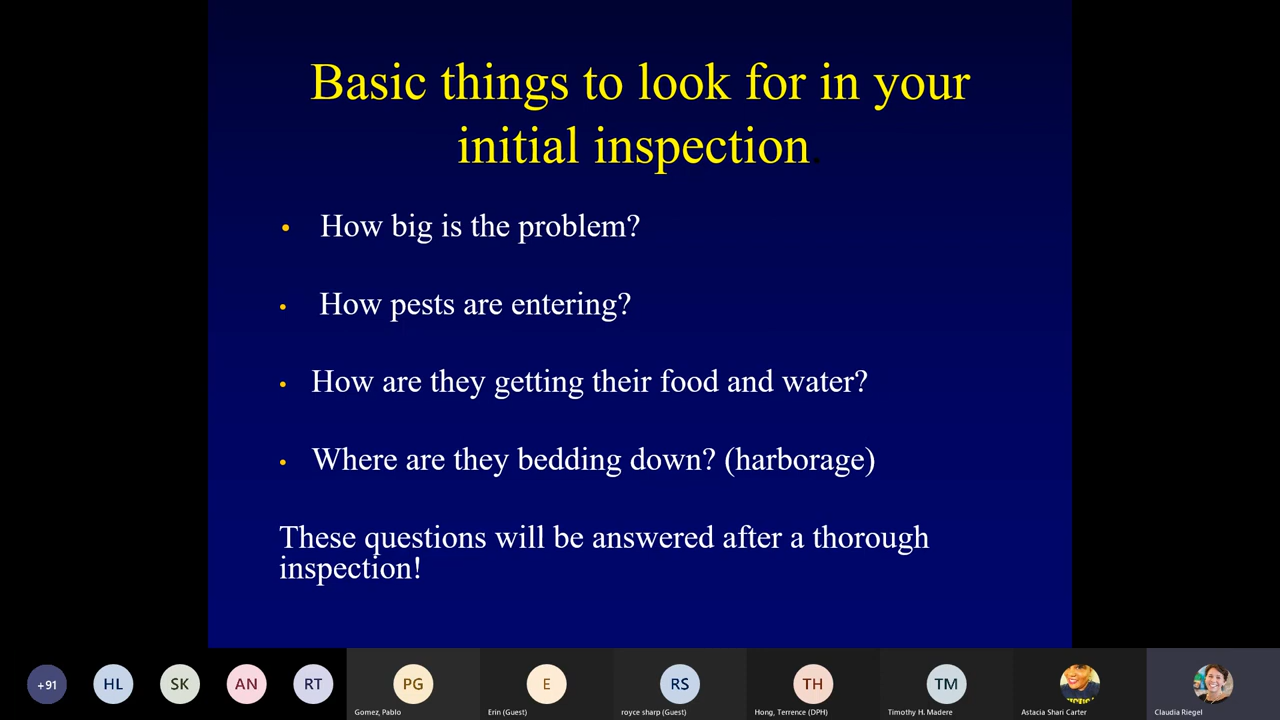 Basic things to look for in your
initial inspection.
• How big is the problem?
• How pests are entering?
• How are they getting their food and water?
• Where are they bedding down? (harborage)
These questions will be answered after a thorough
inspection!
+91
HL
SK
AN
RT
PG
Gomez, Pablo
E
Erin (Guest)
RS
royce sharp (Guest)
TH
Hong, Terrence (DPH)
TM
Timothy H. Madere
Astacia Shari Carter
Claudia Riegel